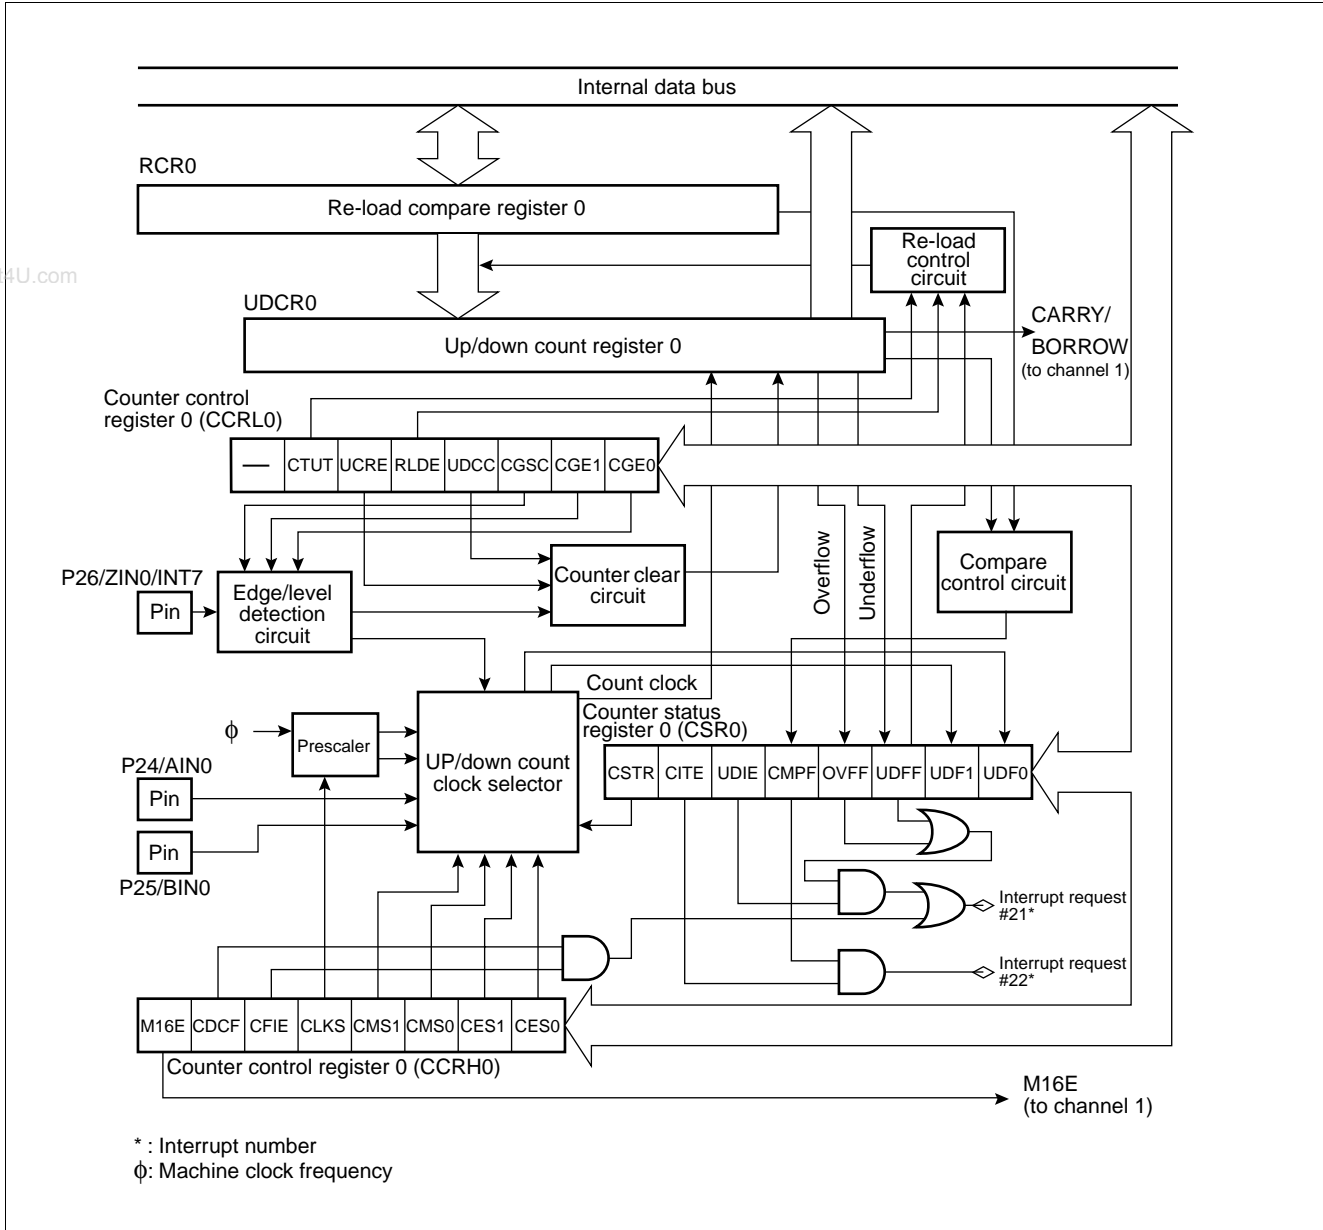 Internal data bus
RCR0
Re-load compare register 0
Re-load
control
circuit
t4U.com
UDCR0
Up/down count register 0
CARRY/
BORROW
(to channel 1)
Counter control
register 0 (CCRL0)
— CTUT UCRE RLDE UDCC CGSC CGE1 CGE0
Overflow
Underflow
P26/ZIN0/INT7
Pin
Edge/level
detection
circuit
Counter clear
circuit
Compare
control circuit
Count clock
Counter status
register 0 (CSR0)
ϕ
Prescaler
UP/down count
clock selector
CSTR CITE UDIE CMPF OVFF UDFF UDF1 UDF0
P24/AIN0
Pin
Pin
P25/BIN0
Interrupt request
#21*
Interrupt request
#22*
M16E CDCF CFIE CLKS CMS1 CMS0 CES1 CES0
Counter control register 0 (CCRH0)
M16E
(to channel 1)
* : Interrupt number
ϕ: Machine clock frequency